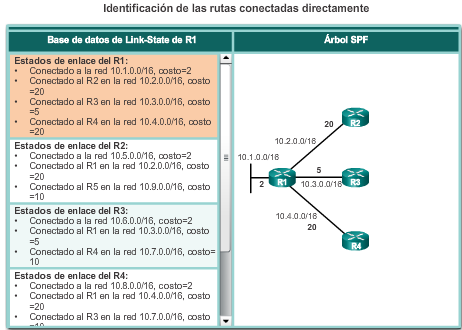 Identificación de las rutas conectadas directamente
Base de datos de Link-State de R1
Árbol SPF
Estados de enlace del R1:
• Conectado a la red 10.1.0.0/16, costo=2
• Conectado al R2 en la red 10.2.0.0/16, costo
=20
• Conectado al R3 en la red 10.3.0.0/16, costo
=5
• Conectado al R4 en la red 10.4.0.0/16, costo
=20
Estados de enlace del R2:
• Conectado a la red 10.5.0.0/16, costo=2
• Conectado al R1 en la red 10.2.0.0/16, costo
=20
• Conectado al R5 en la red 10.9.0.0/16, costo
=10
Estados de enlace del R3:
• Conectado a la red 10.6.0.0/16, costo=2
• Conectado al R1 en la red 10.3.0.0/16, costo
=5
• Conectado al R4 en la red 10.7.0.0/16, costo=
10
Estados de enlace del R4:
• Conectado a la red 10.8.0.0/16, costo=2
• Conectado al R1 en la red 10.4.0.0/16, costo
=20
• Conectado al R3 en la red 10.7.0.0/16, costo
=10
20
R2
10.2.0.0/16
10.1.0.0/16
2
R1
5
10.3.0.0/16
R3
10.4.0.0/16
20
R4